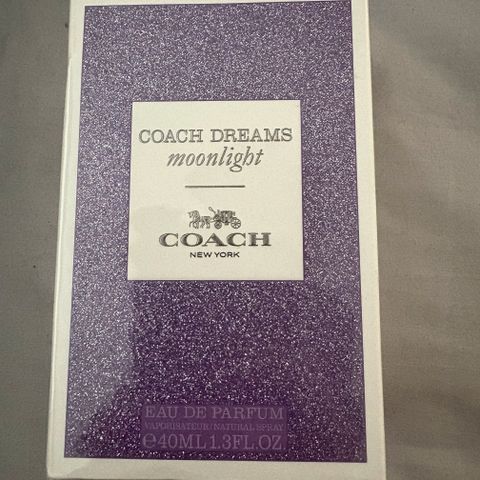 COACH DREAMS
moonlight
COACH
NEW YORK
EAU DE PARFUM
VAPORISATEUR/NATURAL SPRAY
℮40ML 1.3FL.OZ